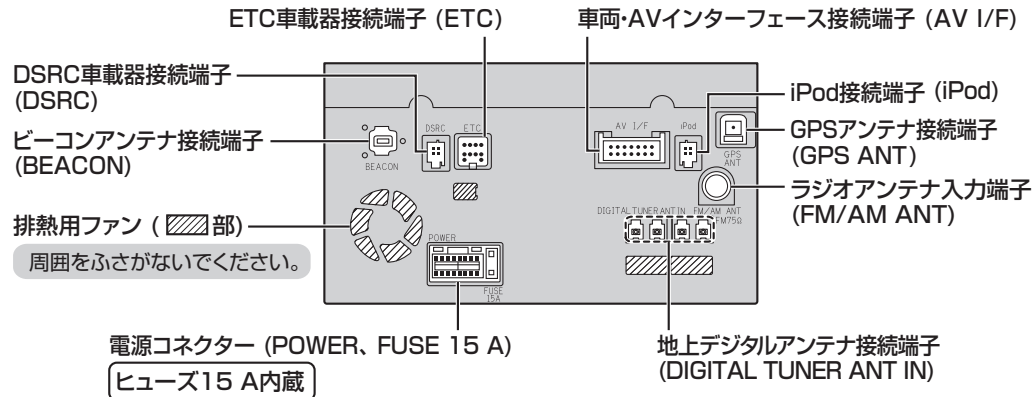 ETC車載器接続端子 (ETC)
車両・AVインターフェース接続端子 (AV I/F)
DSRC車載器接続端子
(DSRC)
ビーコンアンテナ接続端子
(BEACON)
排熱用ファン (部)
周囲をふさがないでください。
iPod接続端子 (iPod)
GPSアンテナ接続端子
(GPS ANT)
ラジオアンテナ入力端子
(FM/AM ANT)
DSRC
ETC
AV I/F
iPod
BEACON
GPS
ANT
DIGITAL TUNER ANT IN
FM/AM ANT
FM75Ω
POWER
FUSE
15A
電源コネクター (POWER、FUSE 15 A)
ヒューズ15 A内蔵
地上デジタルアンテナ接続端子
(DIGITAL TUNER ANT IN)